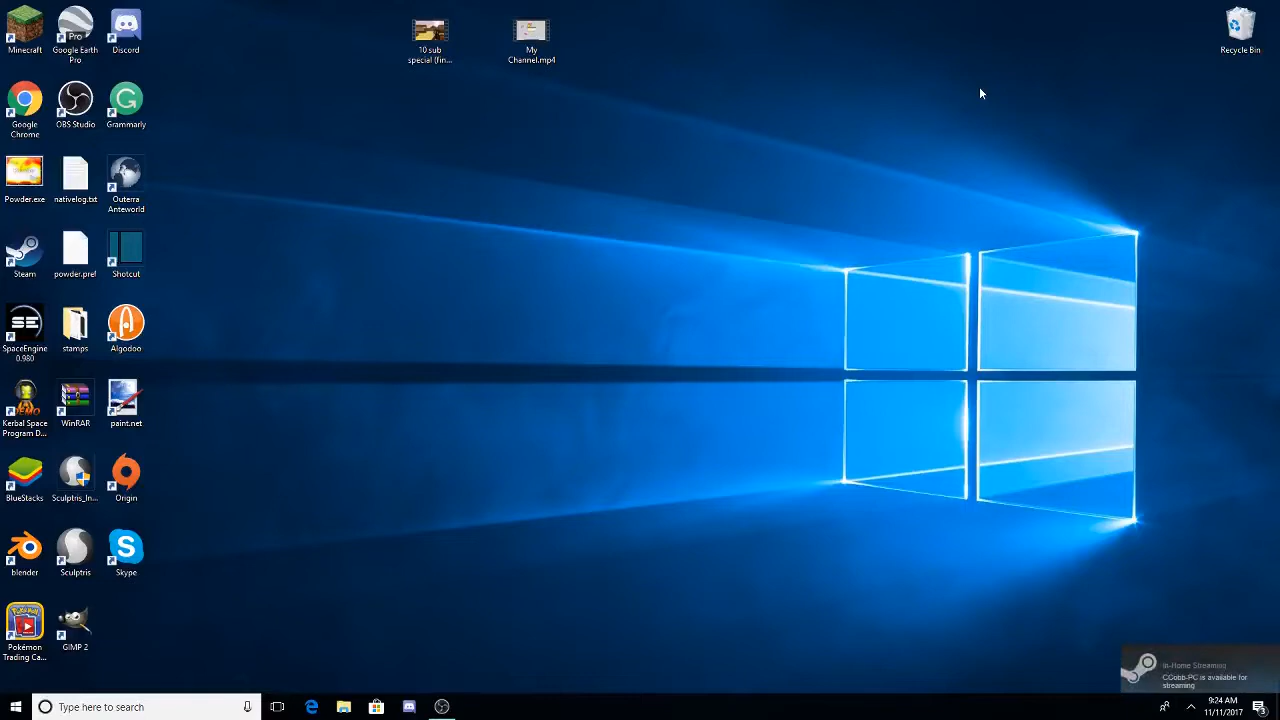 Minecraft
Google Earth
Pro
Discord
10 sub
special (fin...
My
Channel.mp4
Recycle Bin
Google
Chrome
OBS Studio
Grammarly
Powder.exe
nativelog.txt
Outerra
Anteworld
Steam
powder.pref
Shotcut
SpaceEngine
0.980
stamps
Algodoo
Kerbal Space
Program D...
WinRAR
paint.net
BlueStacks
Sculptris_In...
Origin
blender
Sculptris
Skype
Pokémon
Trading Ca...
GIMP 2
In-Home Streaming
CCobb-PC is available for
streaming
Type here to search
9:24 AM
11/11/2017